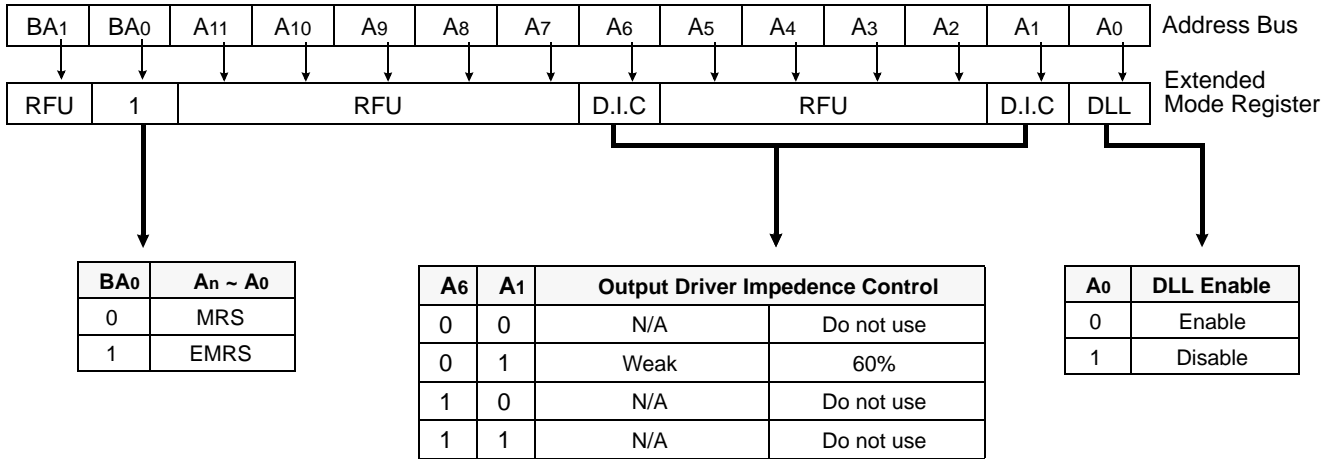 BA1 BA0 A11 A10 A9 A8 A7 A6 A5 A4 A3 A2 A1 A0 Address Bus
RFU 1 RFU D.I.C RFU D.I.C DLL Extended
Mode Register
BA0 An ~ A0
0 MRS
1 EMRS
A6 A1 Output Driver Impedence Control
0 0 N/A Do not use
0 1 Weak 60%
1 0 N/A Do not use
1 1 N/A Do not use
A0 DLL Enable
0 Enable
1 Disable